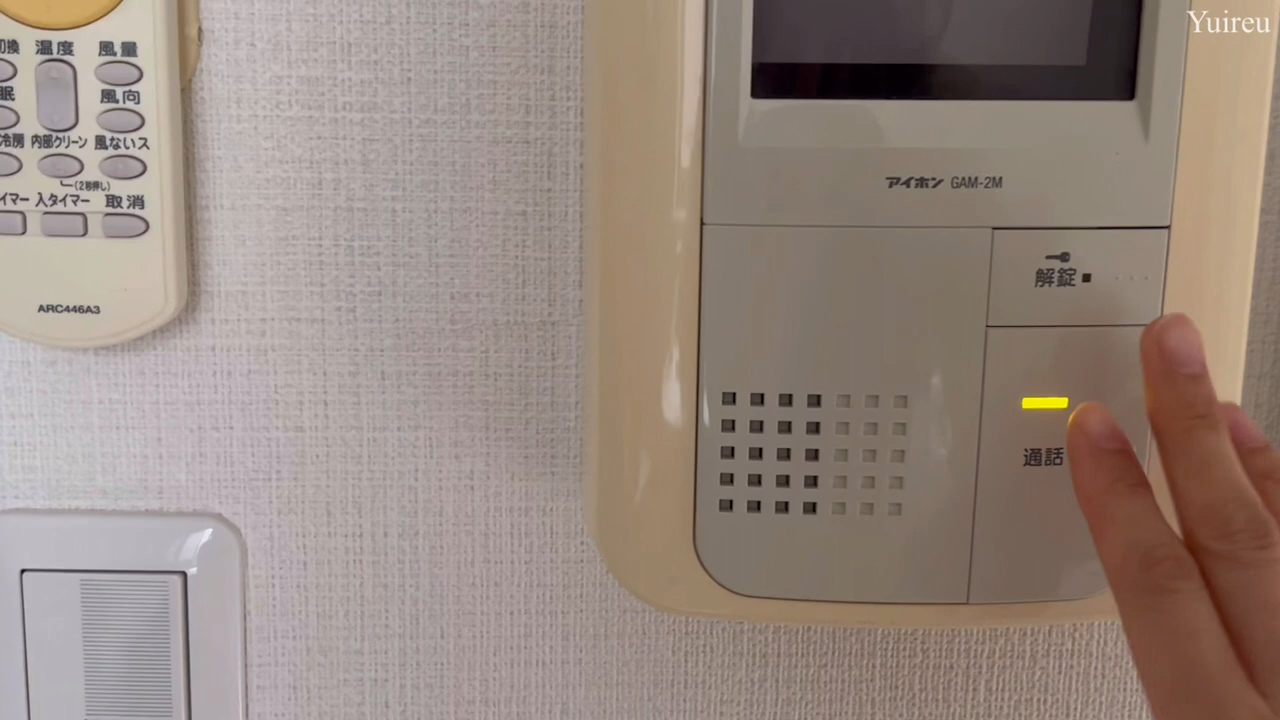 Yuireu
切換 温度 風量
眠 風向
冷房 内部クリーン 風ないス
(2秒押し)
イマー 入タイマー 取消
ARC446A3
アイホン GAM-2M
解錠
通話